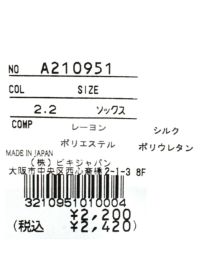 NO A210951
COL SIZE
2.2 ソックス
COMP レーヨン シルク
ポリエステル ポリウレタン
MADE IN JAPAN
(株)ビキジャパン
大阪市中央区西心斎橋2-1-3 8F
3210951010004
¥2,200
(税込 ¥2,420)